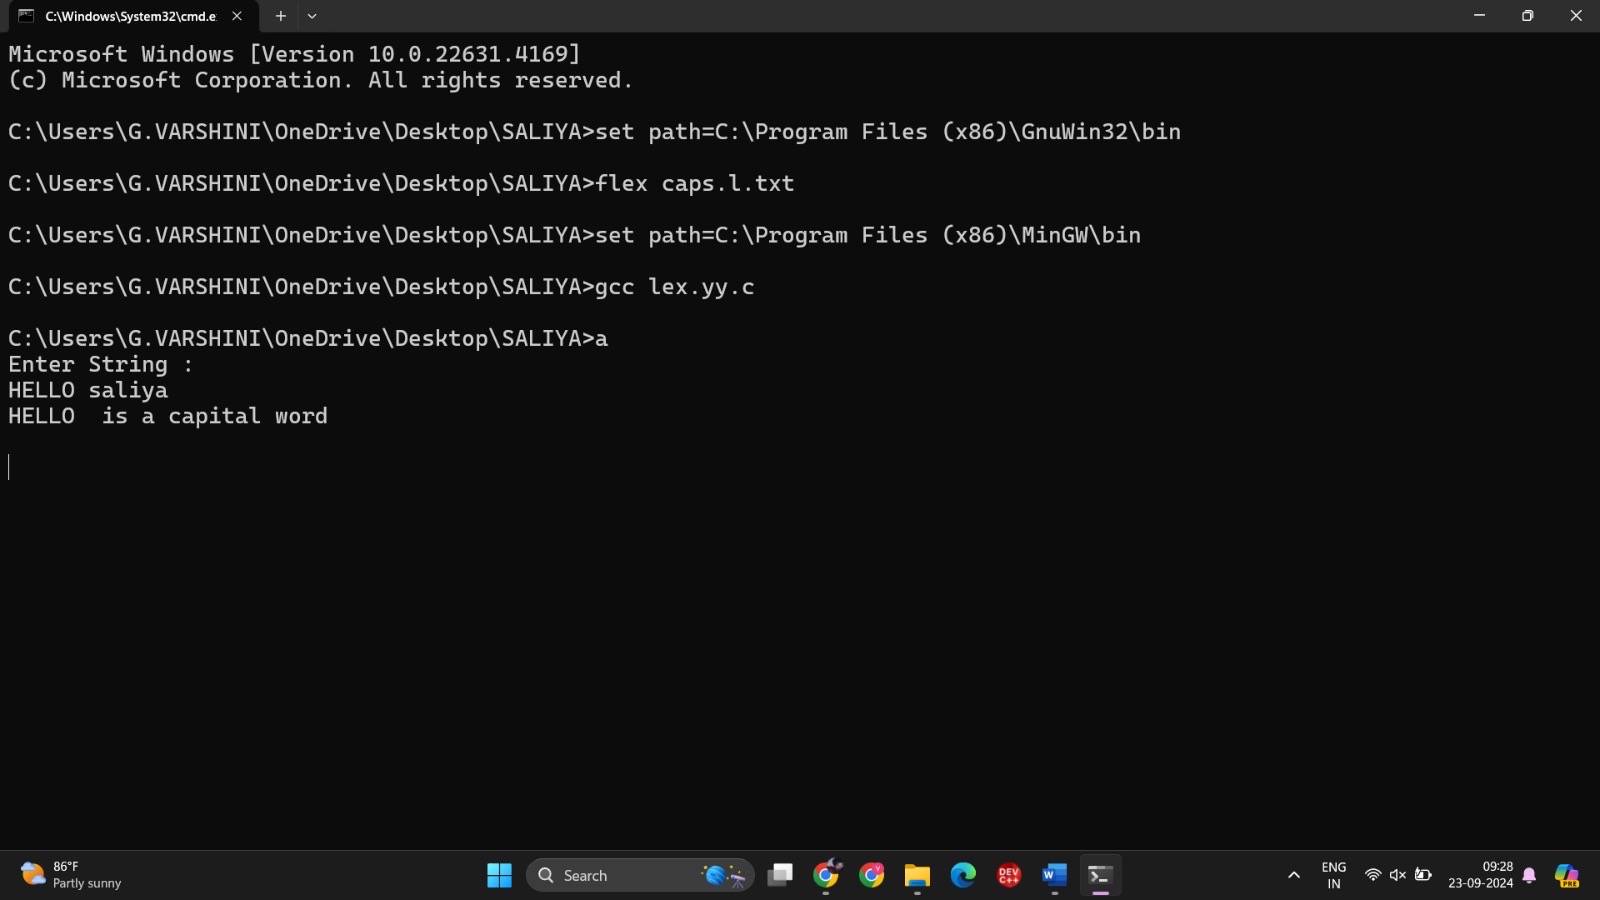 C:\Windows\System32\cmd.e
Microsoft Windows [Version 10.0.22631.4169]
(c) Microsoft Corporation. All rights reserved.
C:\Users\G.VARSHINI\OneDrive\Desktop\SALIYA>set path=C:\Program Files (x86)\GnuWin32\bin
C:\Users\G.VARSHINI\OneDrive\Desktop\SALIYA>flex caps.l.txt
C:\Users\G.VARSHINI\OneDrive\Desktop\SALIYA>set path=C:\Program Files (x86)\MinGW\bin
C:\Users\G.VARSHINI\OneDrive\Desktop\SALIYA>gcc lex.yy.c
C:\Users\G.VARSHINI\OneDrive\Desktop\SALIYA>a
Enter String :
HELLO saliya
HELLO  is a capital word
86°F
Partly sunny
Search
DEV
C++
W
ENG
IN
09:28
23-09-2024
PRE